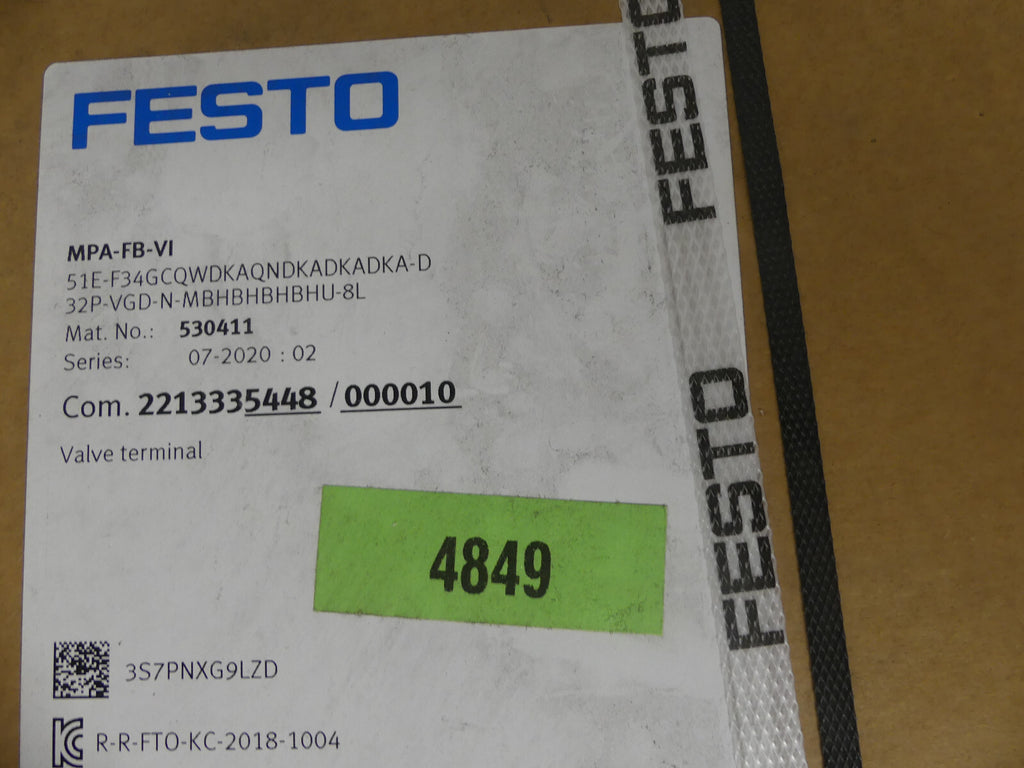 FESTO
MPA-FB-VI
51E-F34GCQWDKAQNDKADKADKA-D
32P-VGD-N-MBHBHBHBHBHU-8L
Mat. No.: 530411
Series: 07-2020 : 02
Com. 2213335448 / 000010
Valve terminal
4849
3S7PNXG9LZD
R-R-FTO-KC-2018-1004
FESTO
FESTO